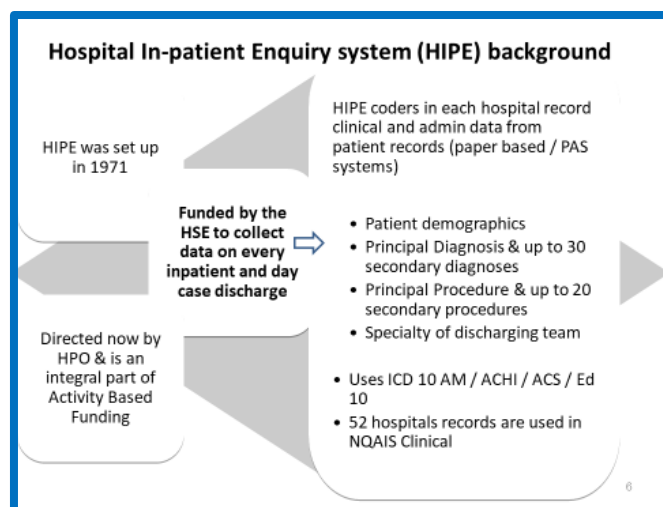 Hospital In-patient Enquiry system (HIPE) background
HIPE was set up
in 1971
Funded by the
HSE to collect
data on every
inpatient and day
case discharge
Directed now by
HPO & is an
integral part of
Activity Based
Funding
HIPE coders in each hospital record
clinical and admin data from
patient records (paper based / PAS
systems)
• Patient demographics
• Principal Diagnosis & up to 30
secondary diagnoses
• Principal Procedure & up to 20
secondary procedures
• Specialty of discharging team
• Uses ICD 10 AM / ACHI / ACS / Ed
10
• 52 hospitals records are used in
NQAIS Clinical
6